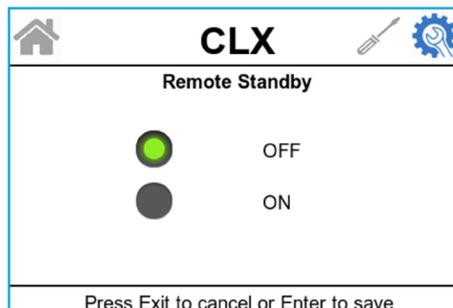 CLX
Remote Standby
OFF
ON
Press Exit to cancel or Enter to save